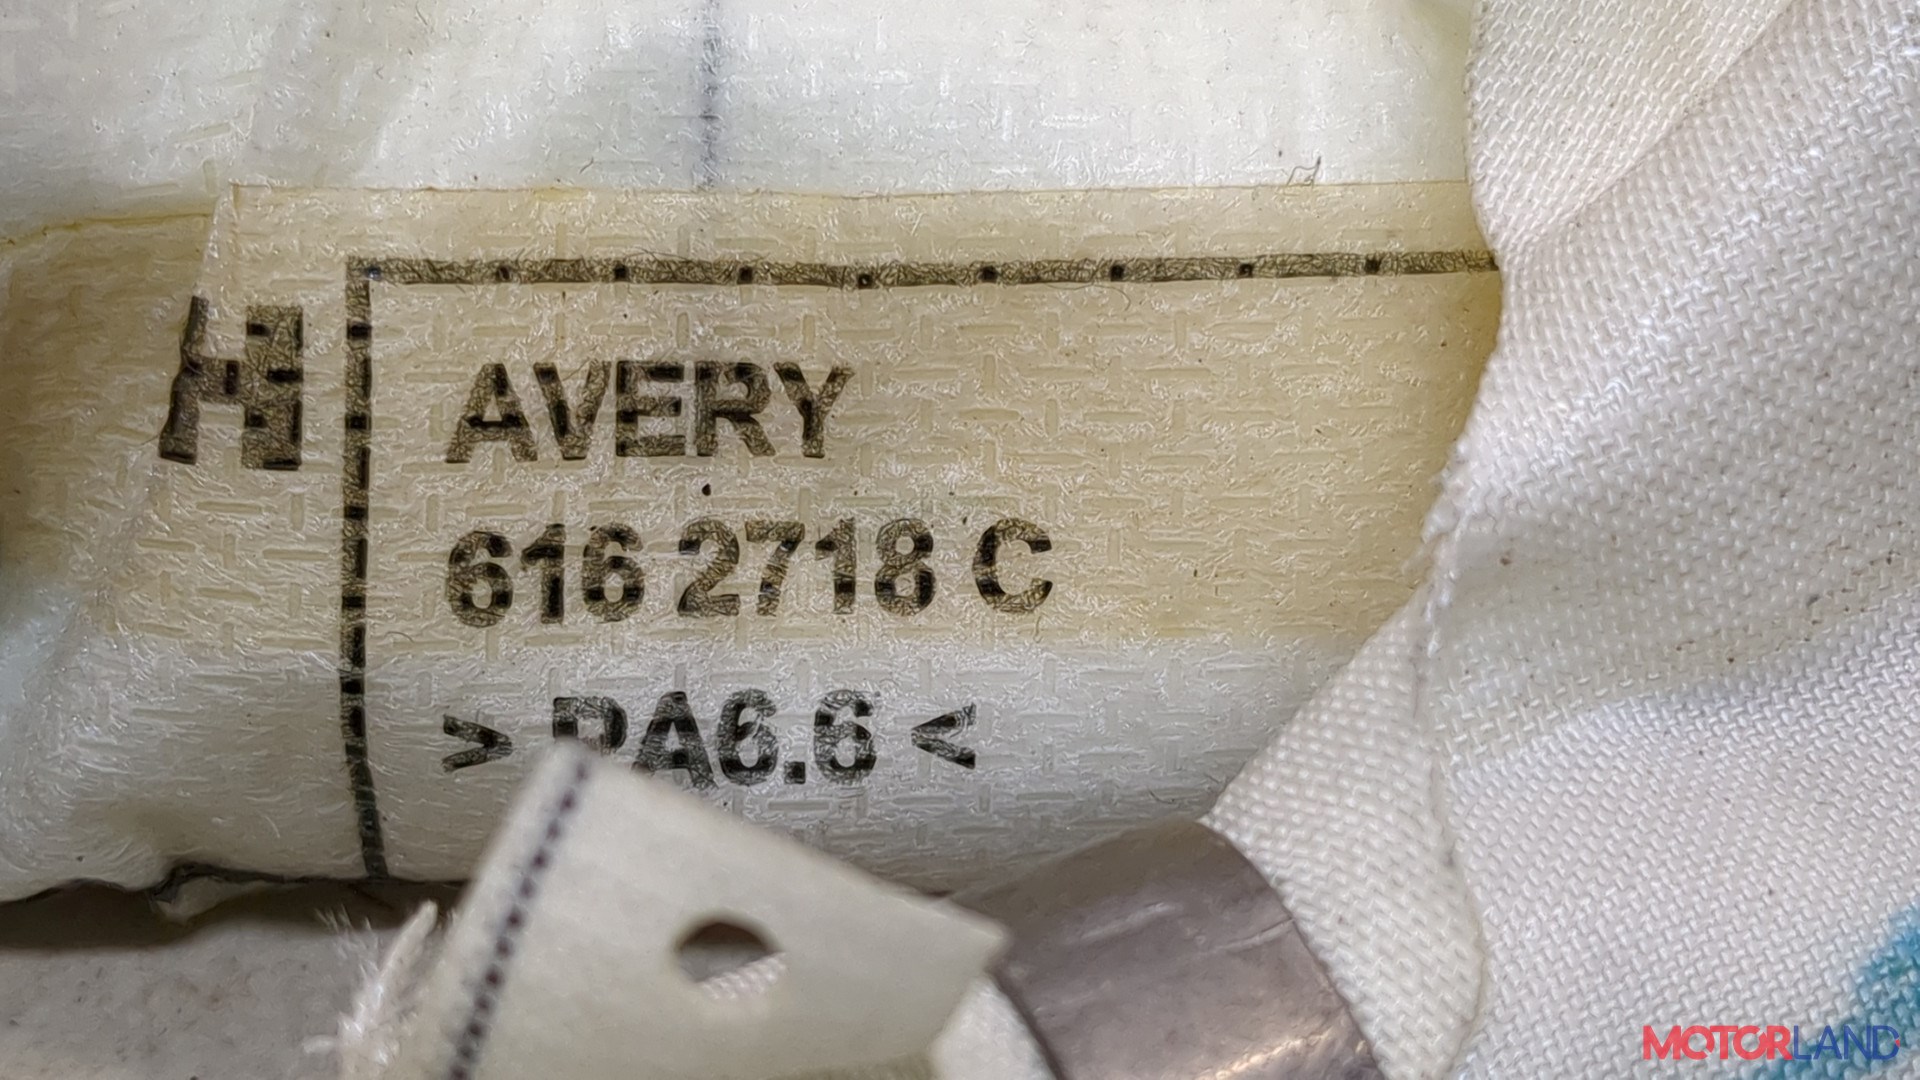 AVERY
616 2718 C
> PA6.6 <
MOTORLAND